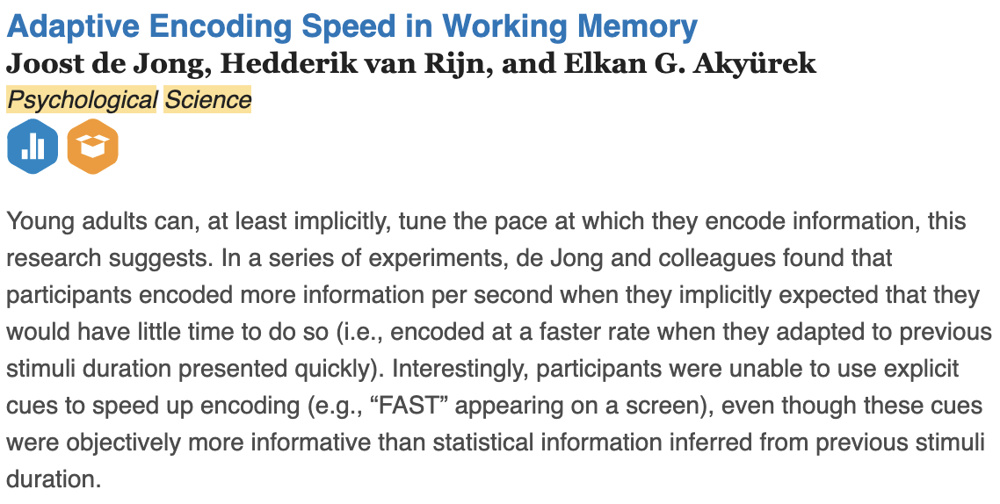 Adaptive Encoding Speed in Working Memory
Joost de Jong, Hedderik van Rijn, and Elkan G. Akyürek
Psychological Science
Young adults can, at least implicitly, tune the pace at which they encode information, this
research suggests. In a series of experiments, de Jong and colleagues found that
participants encoded more information per second when they implicitly expected that they
would have little time to do so (i.e., encoded at a faster rate when they adapted to previous
stimuli duration presented quickly). Interestingly, participants were unable to use explicit
cues to speed up encoding (e.g., “FAST” appearing on a screen), even though these cues
were objectively more informative than statistical information inferred from previous stimuli
duration.